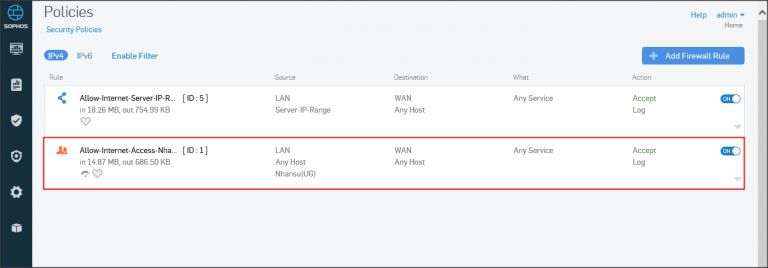 Policies
Help admin
SOPHOS
Home
Security Policies
IPv4 IPv6 Enable Filter
+ Add Firewall Rule
Rule Source Destination What Action
Allow-Internet-Server-IP-R... [ ID : 5 ] LAN WAN Any Service Accept ON
in 18.26 MB, out 754.99 KB Server-IP-Range Any Host Log
Allow-Internet-Access-Nha... [ ID : 1 ] LAN WAN Any Service Accept ON
in 14.87 MB, out 686.50 KB Any Host Any Host Log
Nhansu(UG)